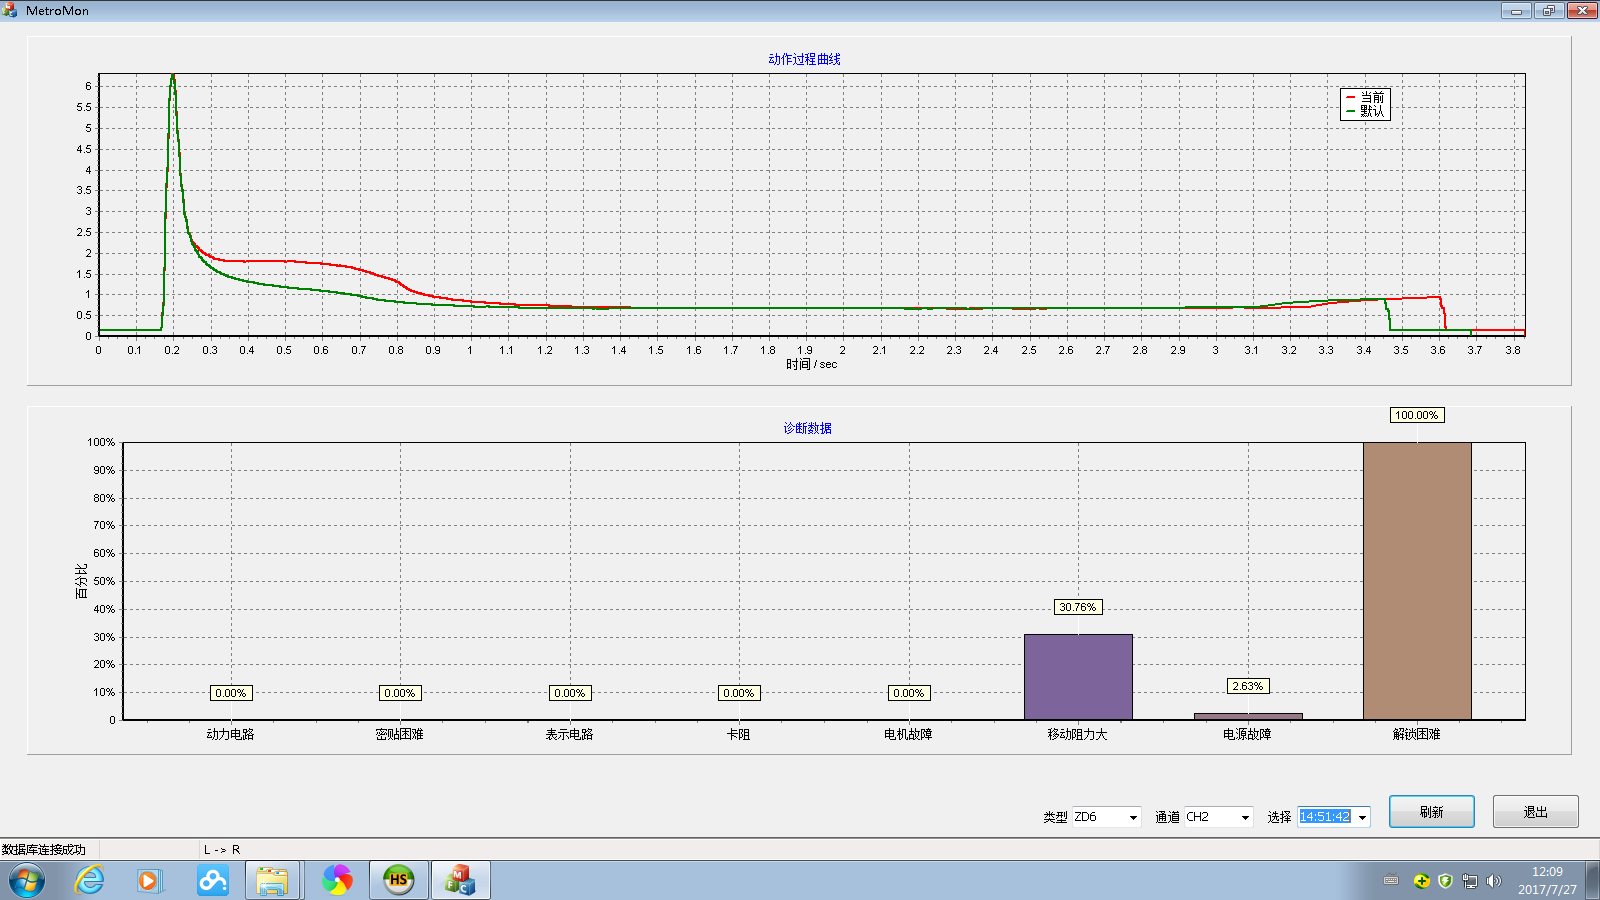 MetroMon
动作过程曲线
当前
默认
6
5.5
5
4.5
4
3.5
3
2.5
2
1.5
1
0.5
0
0 0.1 0.2 0.3 0.4 0.5 0.6 0.7 0.8 0.9 1 1.1 1.2 1.3 1.4 1.5 1.6 1.7 1.8 1.9 2 2.1 2.2 2.3 2.4 2.5 2.6 2.7 2.8 2.9 3 3.1 3.2 3.3 3.4 3.5 3.6 3.7 3.8
时间 / sec
诊断数据
百分比
100%
90%
80%
70%
60%
50%
40%
30%
20%
10%
0
0.00% 0.00% 0.00% 0.00% 0.00% 30.76% 2.63% 100.00%
动力电路 密贴困难 表示电路 卡阻 电机故障 移动阻力大 电源故障 解锁困难
类型 ZD6 通道 CH2 选择 14:51:42 刷新 退出
数据库连接成功 L -> R
HS
M
F C
12:09
2017/7/27